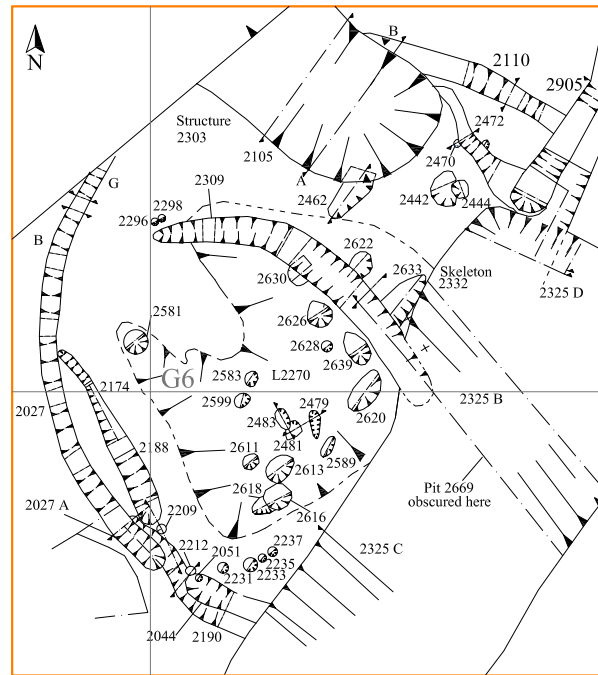 B
2110
2905
N
Structure
2303
2472
2105
2470
A
2462
2442
2444
G
2309
2298
2296
B
2622
2633
Skeleton
2332
2630
2325 D
2581
2626
2628
2639
G6
2583
L2270
2174
2599
2479
2620
2325 B
2027
2483
2481
2188
2611
2613
2589
Pit 2669
obscured here
2618
2027 A
2209
2616
2212
2237
2051
2235
2325 C
2231
2233
2044
2190